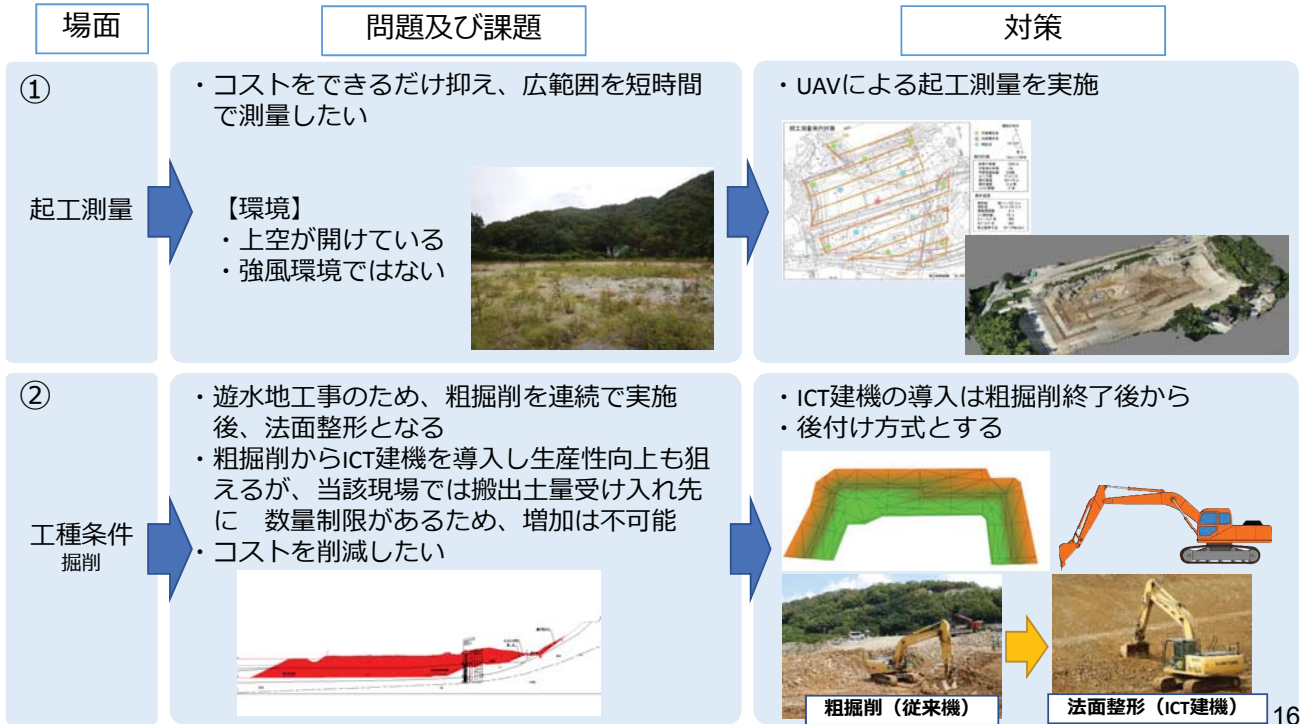 場面
問題及び課題
対策
①
起工測量
・コストをできるだけ抑え、広範囲を短時間
で測量したい
【環境】
・上空が開けている
・強風環境ではない
・UAVによる起工測量を実施
②
工種条件
掘削
・遊水地工事のため、粗掘削を連続で実施
後、法面整形となる
・粗掘削からICT建機を導入し生産性向上も狙
えるが、当該現場では搬出土量受け入れ先
に　数量制限があるため、増加は不可能
・コストを削減したい
・ICT建機の導入は粗掘削終了後から
・後付け方式とする
粗掘削（従来機）
法面整形（ICT建機）
16